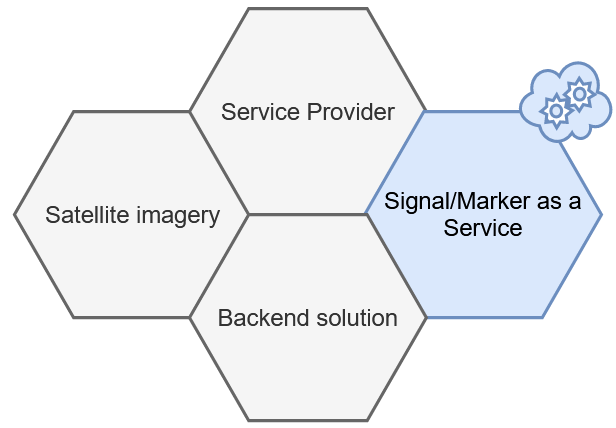 Service Provider
Satellite imagery
Signal/Marker as a
Service
Backend solution